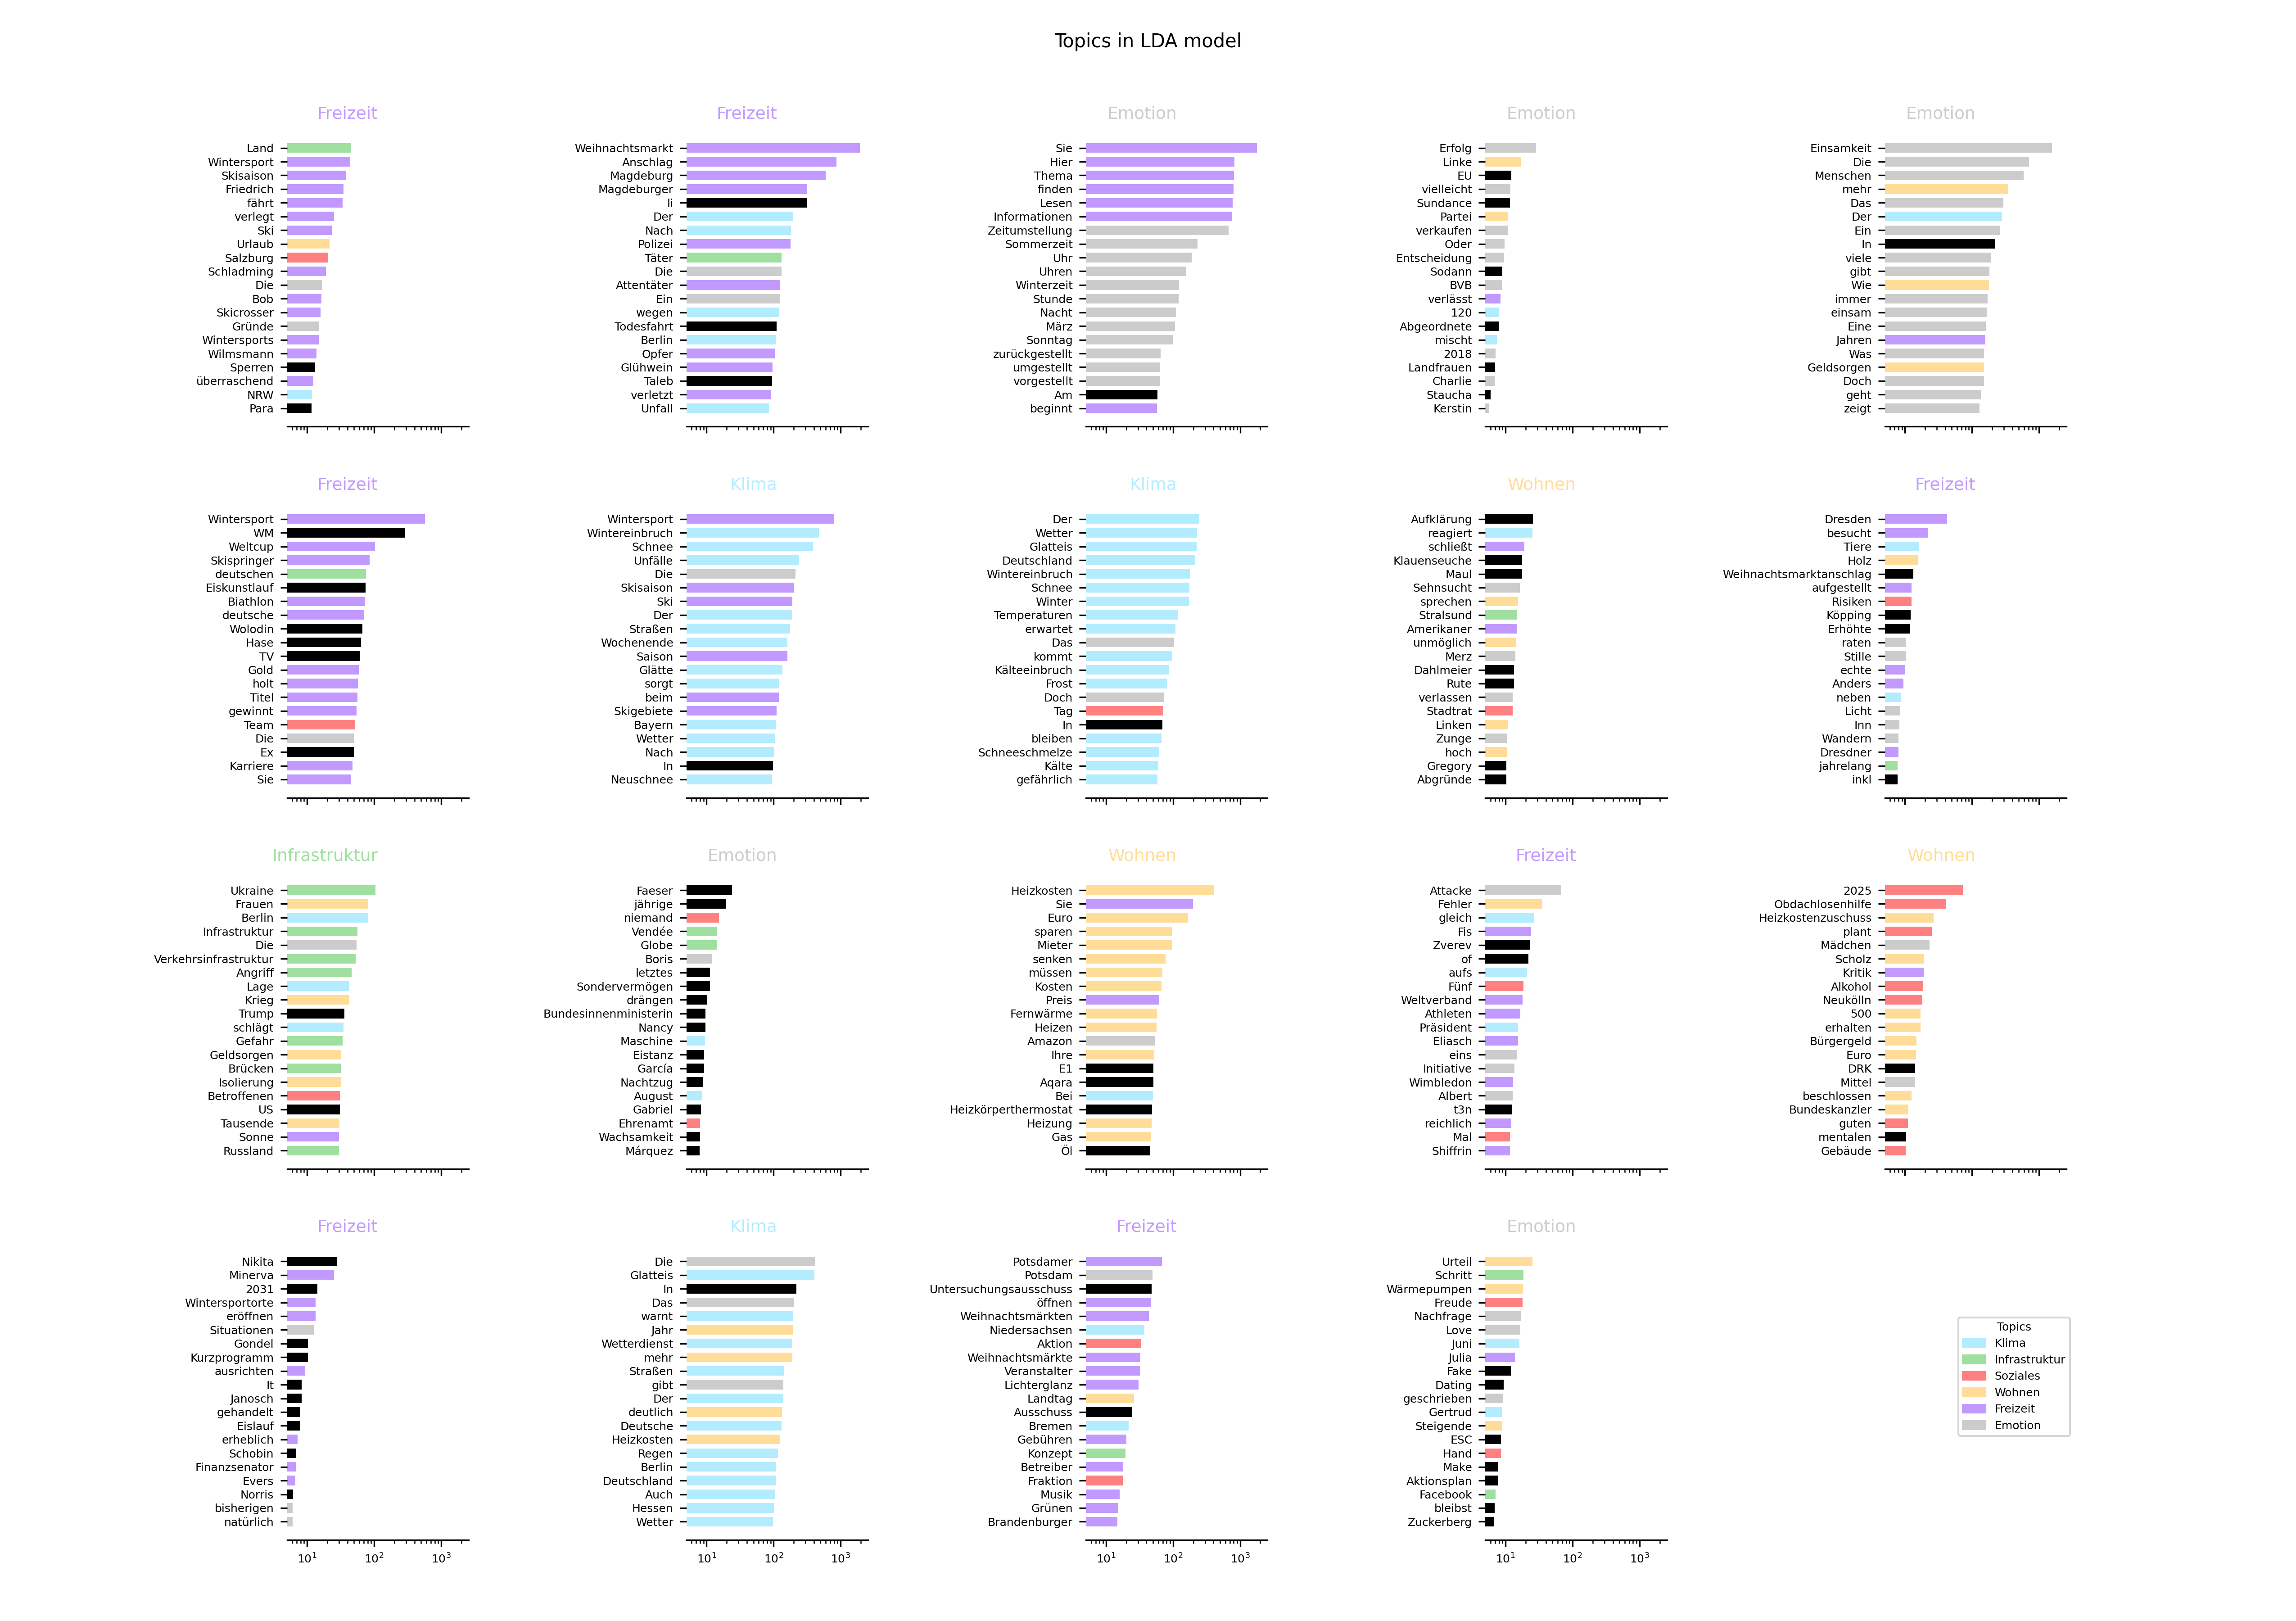 Topics in LDA model
Freizeit
Land
Wintersport
Skisaison
Friedrich
fährt
verlegt
Ski
Urlaub
Salzburg
Schladming
Die
Bob
Skicrosser
Gründe
Wintersports
Wilmsmann
Sperren
überraschend
NRW
Para
Freizeit
Weihnachtsmarkt
Anschlag
Magdeburg
Magdeburger
li
Der
Nach
Polizei
Täter
Die
Attentäter
Ein
wegen
Todesfahrt
Berlin
Opfer
Glühwein
Taleb
verletzt
Unfall
Emotion
Sie
Hier
Thema
finden
Lesen
Informationen
Zeitumstellung
Sommerzeit
Uhr
Uhren
Winterzeit
Stunde
Nacht
März
Sonntag
zurückgestellt
umgestellt
vorgestellt
Am
beginnt
Emotion
Erfolg
Linke
EU
vielleicht
Sundance
Partei
verkaufen
Oder
Entscheidung
Sodann
BVB
verlässt
120
Abgeordnete
mischt
2018
Landfrauen
Charlie
Staucha
Kerstin
Emotion
Einsamkeit
Die
Menschen
mehr
Das
Der
Ein
In
viele
gibt
Wie
immer
einsam
Eine
Jahren
Was
Geldsorgen
Doch
geht
zeigt
Freizeit
Wintersport
WM
Weltcup
Skispringer
deutschen
Eiskunstlauf
Biathlon
deutsche
Wolodin
Hase
TV
Gold
holt
Titel
gewinnt
Team
Die
Ex
Karriere
Sie
Klima
Wintersport
Wintereinbruch
Schnee
Unfälle
Die
Skisaison
Ski
Der
Straßen
Wochenende
Saison
Glätte
sorgt
beim
Skigebiete
Bayern
Wetter
Nach
In
Neuschnee
Klima
Der
Wetter
Glatteis
Deutschland
Wintereinbruch
Schnee
Winter
Temperaturen
erwartet
Das
kommt
Kälteeinbruch
Frost
Doch
Tag
In
bleiben
Schneeschmelze
Kälte
gefährlich
Wohnen
Aufklärung
reagiert
schließt
Klauenseuche
Maul
Sehnsucht
sprechen
Stralsund
Amerikaner
unmöglich
Merz
Dahlmeier
Rute
verlassen
Stadtrat
Linken
Zunge
hoch
Gregory
Abgründe
Freizeit
Dresden
besucht
Tiere
Holz
Weihnachtsmarktanschlag
aufgestellt
Risiken
Köpping
Erhöhte
raten
Stille
echte
Anders
neben
Licht
Inn
Wandern
Dresdner
jahrelang
inkl
Infrastruktur
Ukraine
Frauen
Berlin
Infrastruktur
Die
Verkehrsinfrastruktur
Angriff
Lage
Krieg
Trump
schlägt
Gefahr
Geldsorgen
Brücken
Isolierung
Betroffenen
US
Tausende
Sonne
Russland
Emotion
Faeser
jährige
niemand
Vendée
Globe
Boris
letztes
Sondervermögen
drängen
Bundesinnenministerin
Nancy
Maschine
Eistanz
García
Nachtzug
August
Gabriel
Ehrenamt
Wachsamkeit
Márquez
Wohnen
Heizkosten
Sie
Euro
sparen
Mieter
senken
müssen
Kosten
Preis
Fernwärme
Heizen
Amazon
Ihre
E1
Aqara
Bei
Heizkörperthermostat
Heizung
Gas
Öl
Freizeit
Attacke
Fehler
gleich
Fis
Zverev
of
aufs
Fünf
Weltverband
Athleten
Präsident
Eliasch
eins
Initiative
Wimbledon
Albert
t3n
reichlich
Mal
Shiffrin
Wohnen
2025
Obdachlosenhilfe
Heizkostenzuschuss
plant
Mädchen
Scholz
Kritik
Alkohol
Neukölln
500
erhalten
Bürgergeld
Euro
DRK
Mittel
beschlossen
Bundeskanzler
guten
mentalen
Gebäude
Freizeit
Nikita
Minerva
2031
Wintersportorte
eröffnen
Situationen
Gondel
Kurzprogramm
ausrichten
It
Janosch
gehandelt
Eislauf
erheblich
Schobin
Finanzsenator
Evers
Norris
bisherigen
natürlich
10¹ 10² 10³
Klima
Die
Glatteis
In
Das
warnt
Jahr
Wetterdienst
mehr
Straßen
gibt
Der
deutlich
Deutsche
Heizkosten
Regen
Berlin
Deutschland
Auch
Hessen
Wetter
10¹ 10² 10³
Freizeit
Potsdamer
Potsdam
Untersuchungsausschuss
öffnen
Weihnachtsmärkten
Niedersachsen
Aktion
Weihnachtsmärkte
Veranstalter
Lichterglanz
Landtag
Ausschuss
Bremen
Gebühren
Konzept
Betreiber
Fraktion
Musik
Grünen
Brandenburger
10¹ 10² 10³
Emotion
Urteil
Schritt
Wärmepumpen
Freude
Nachfrage
Love
Juni
Julia
Fake
Dating
geschrieben
Gertrud
Steigende
ESC
Hand
Make
Aktionsplan
Facebook
bleibst
Zuckerberg
10¹ 10² 10³
Topics
Klima
Infrastruktur
Soziales
Wohnen
Freizeit
Emotion